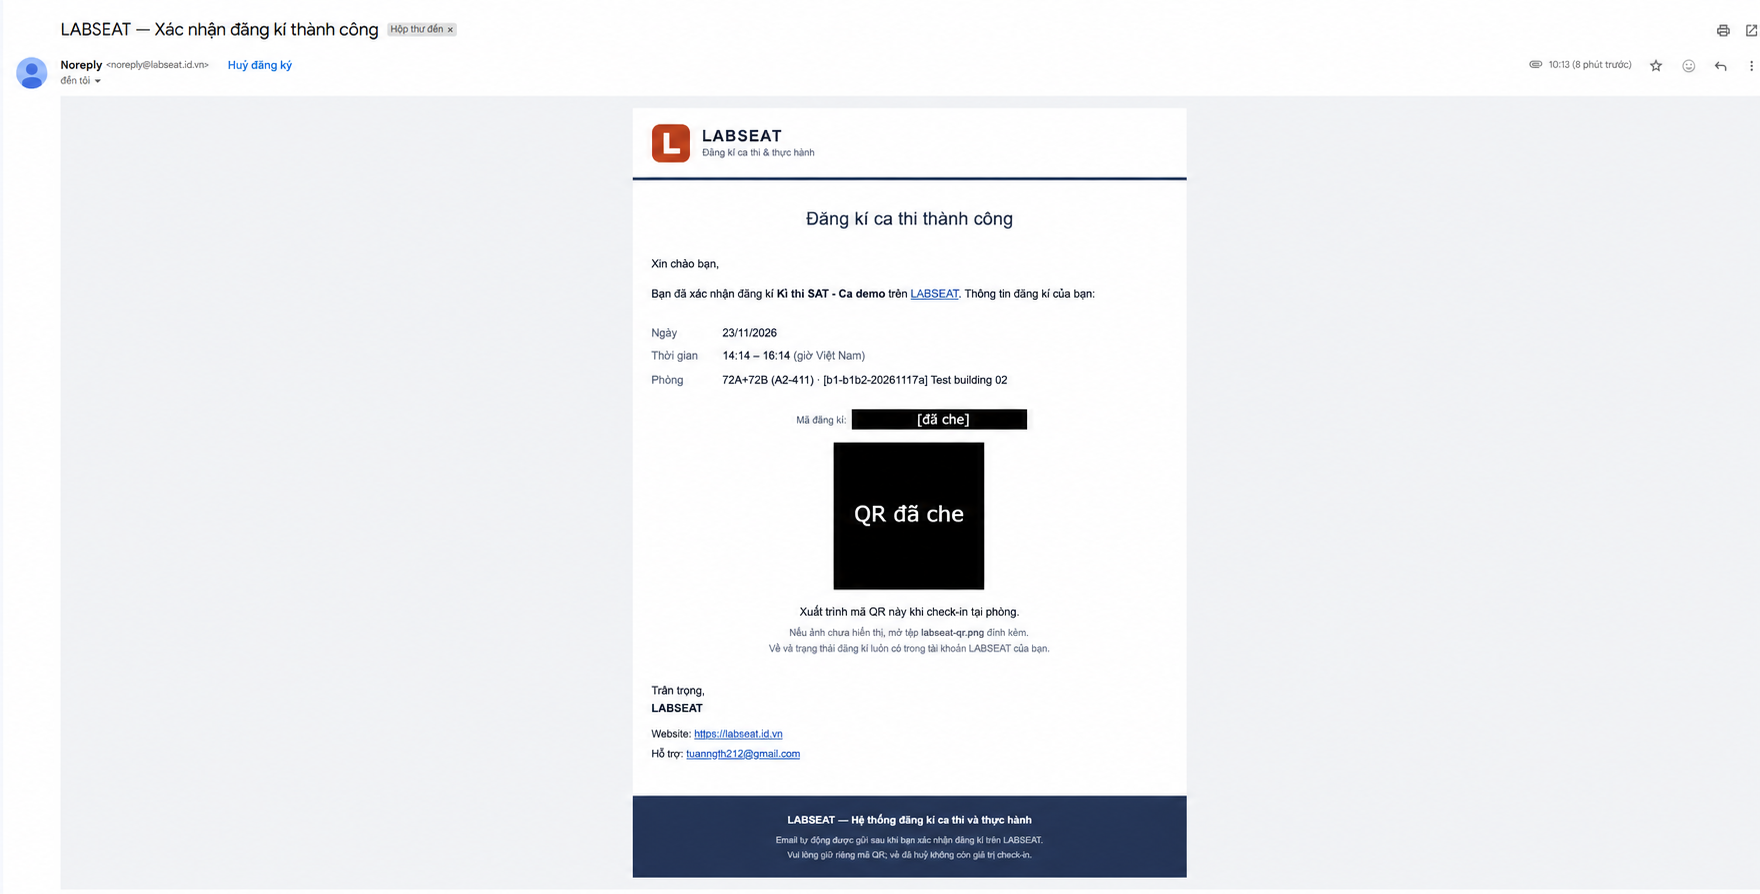 LABSEAT — Xác nhận đăng kí thành công Hộp thư đến ×
Noreply <noreply@labseat.id.vn> Huỷ đăng ký
10:13 (8 phút trước)
đến tôi
L
LABSEAT
Đăng kí ca thi & thực hành
Đăng kí ca thi thành công
Xin chào bạn,
Bạn đã xác nhận đăng kí Kì thi SAT - Ca demo trên LABSEAT. Thông tin đăng kí của bạn:
Ngày 23/11/2026
Thời gian 14:14 – 16:14 (giờ Việt Nam)
Phòng 72A+72B (A2-411) · [b1-b1b2-20261117a] Test building 02
Mã đăng kí: [đã che]
QR đã che
Xuất trình mã QR này khi check-in tại phòng.
Nếu ảnh chưa hiển thị, mở tệp labseat-qr.png đính kèm.
Vé và trạng thái đăng kí luôn có trong tài khoản LABSEAT của bạn.
Trân trọng,
LABSEAT
Website: https://labseat.id.vn
Hỗ trợ: tuanngth212@gmail.com
LABSEAT — Hệ thống đăng kí ca thi và thực hành
Email tự động được gửi sau khi bạn xác nhận đăng kí trên LABSEAT.
Vui lòng giữ riêng mã QR; vé đã huỷ không còn giá trị check-in.